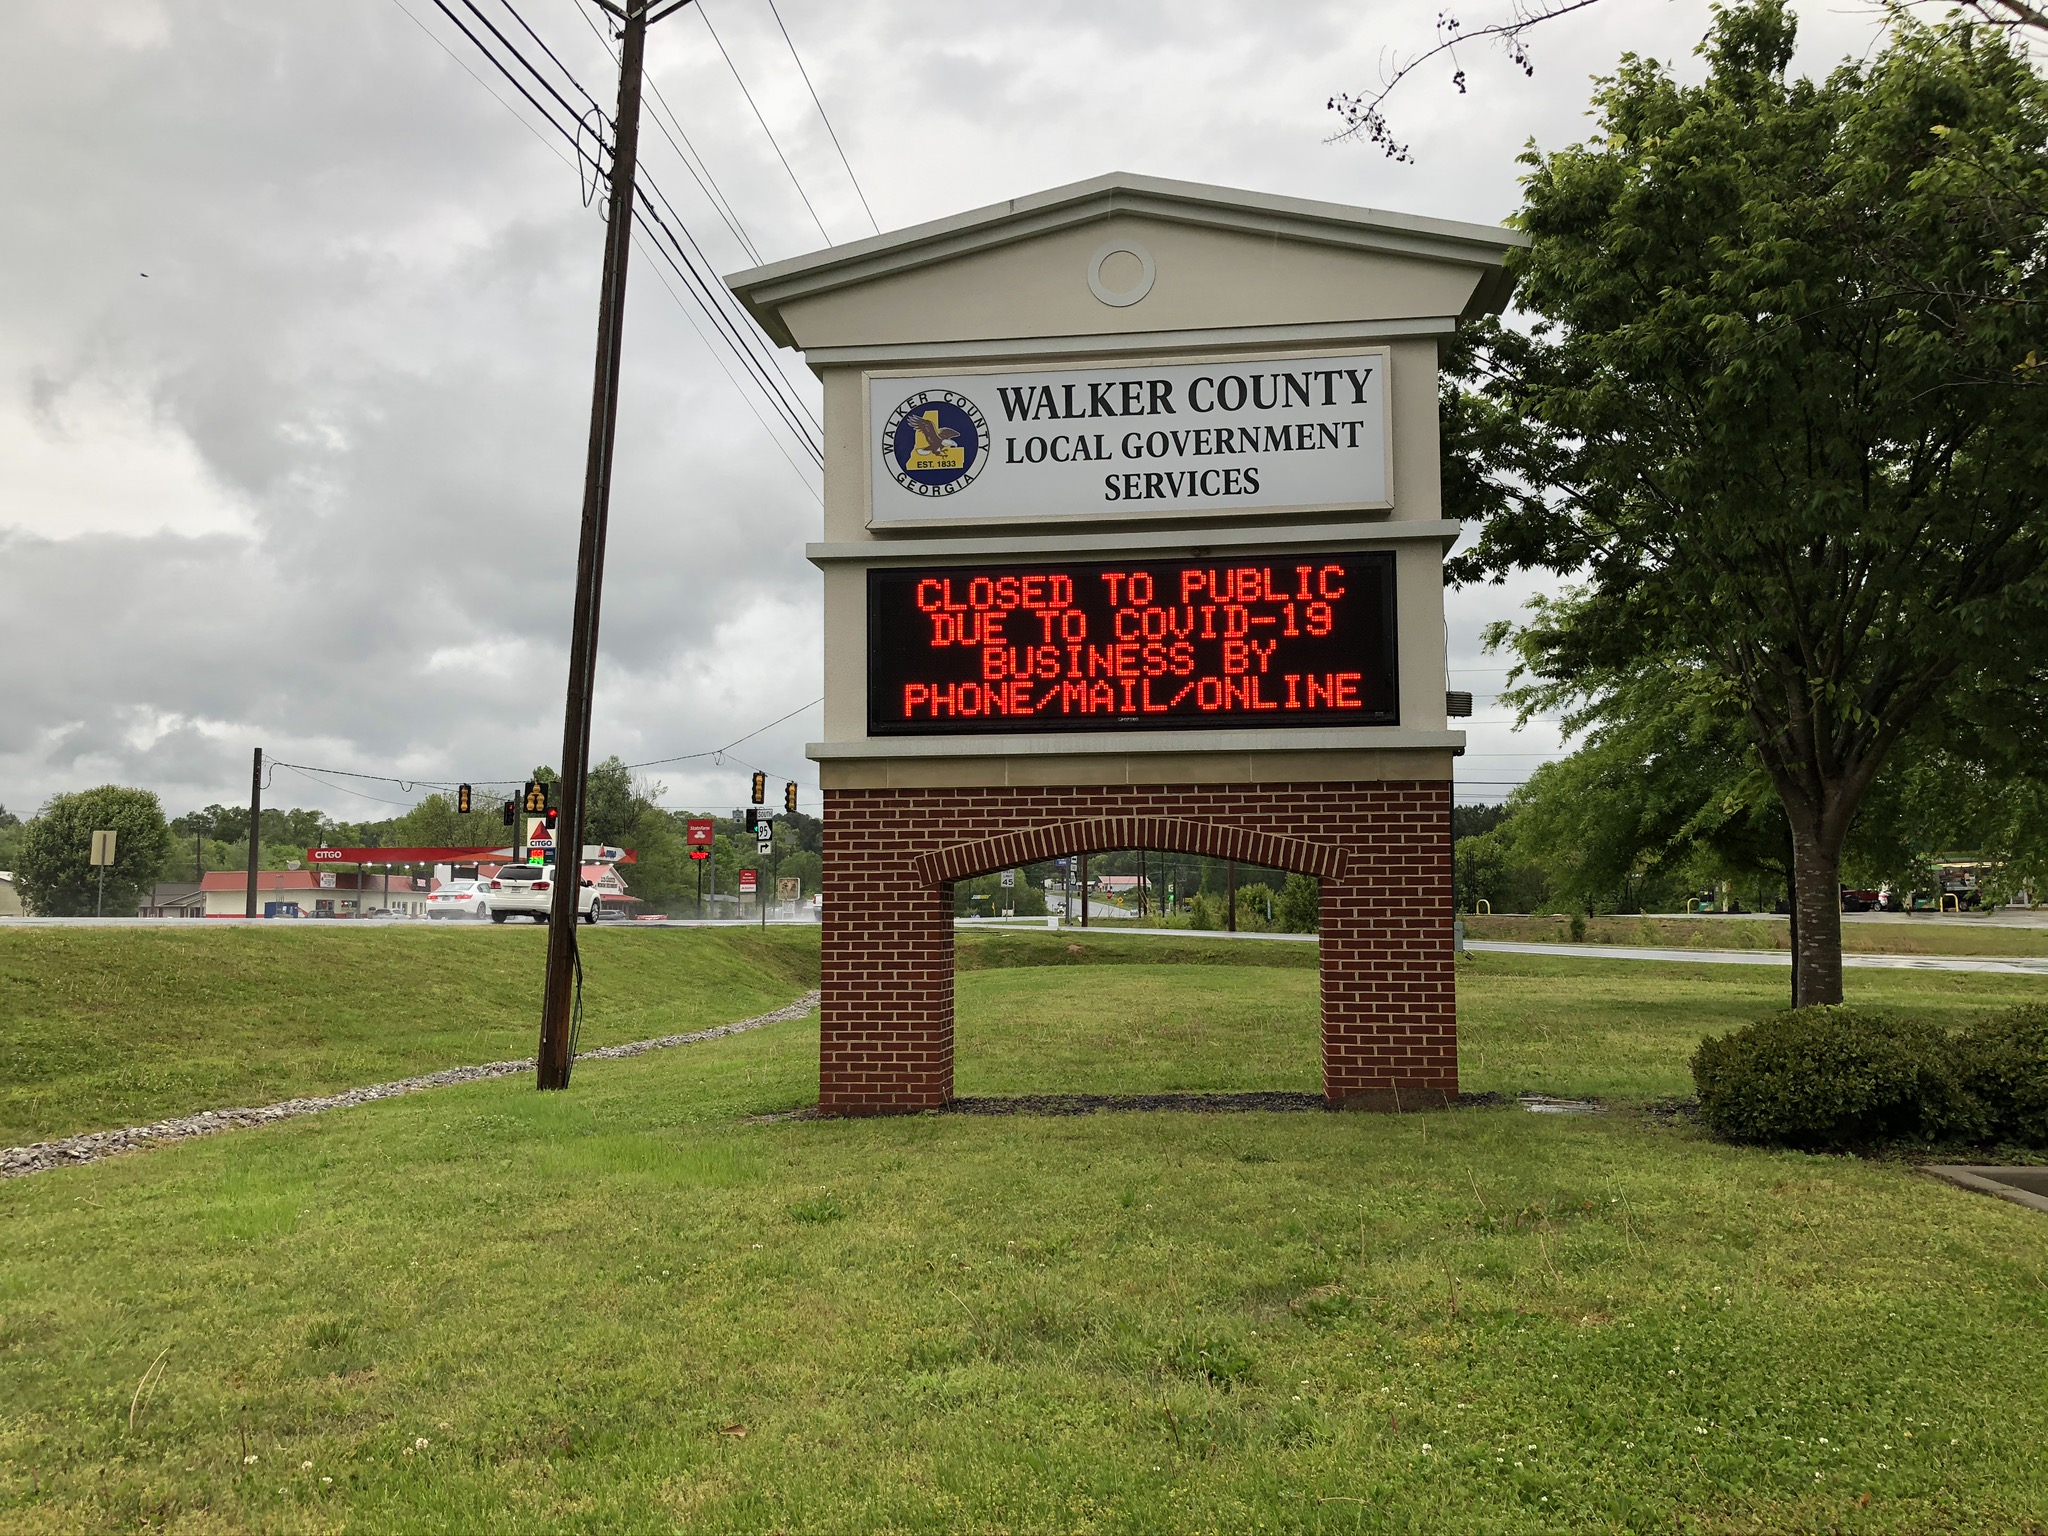 WALKER COUNTY
GEORGIA
EST. 1833
WALKER COUNTY
LOCAL GOVERNMENT
SERVICES
CLOSED TO PUBLIC
DUE TO COVID-19
BUSINESS BY
PHONE/MAIL/ONLINE
CITGO
CITGO
StateFarm
SOUTH
95
45